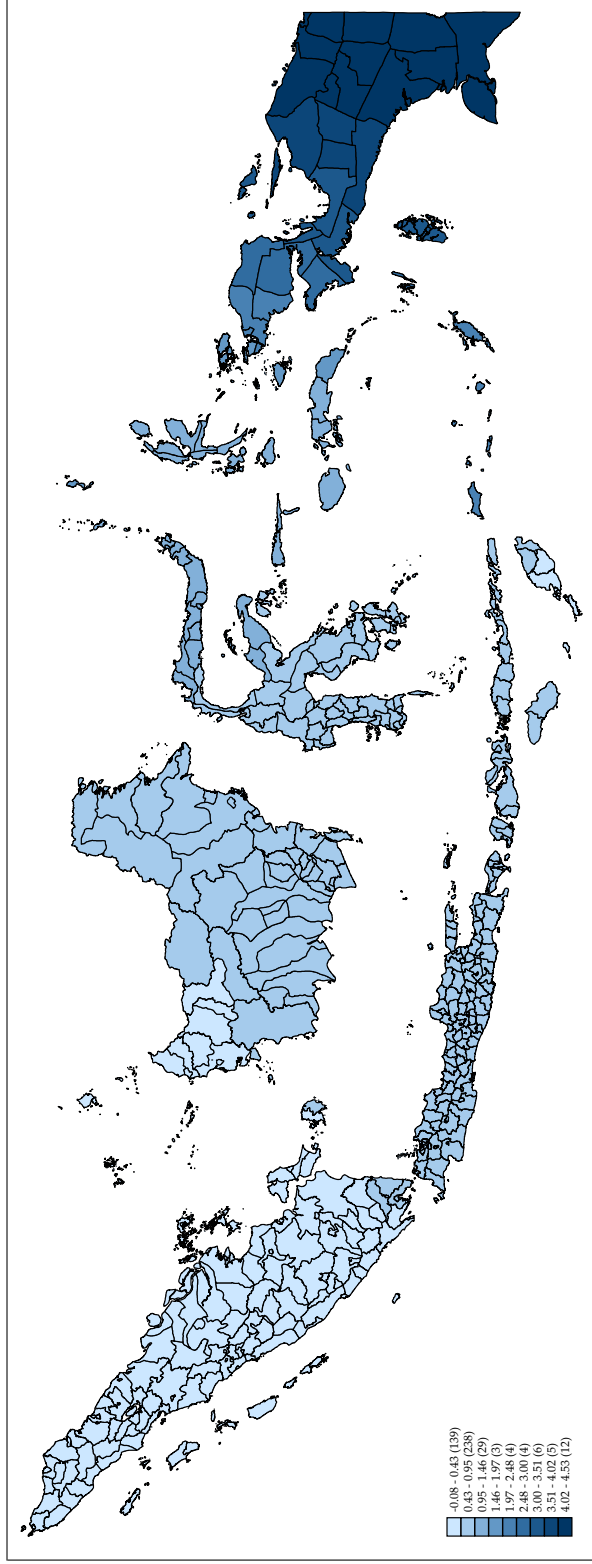 -0.08 - 0.43 (139)
0.43 - 0.95 (238)
0.95 - 1.46 (29)
1.46 - 1.97 (3)
1.97 - 2.48 (4)
2.48 - 3.00 (4)
3.00 - 3.51 (6)
3.51 - 4.02 (5)
4.02 - 4.53 (12)